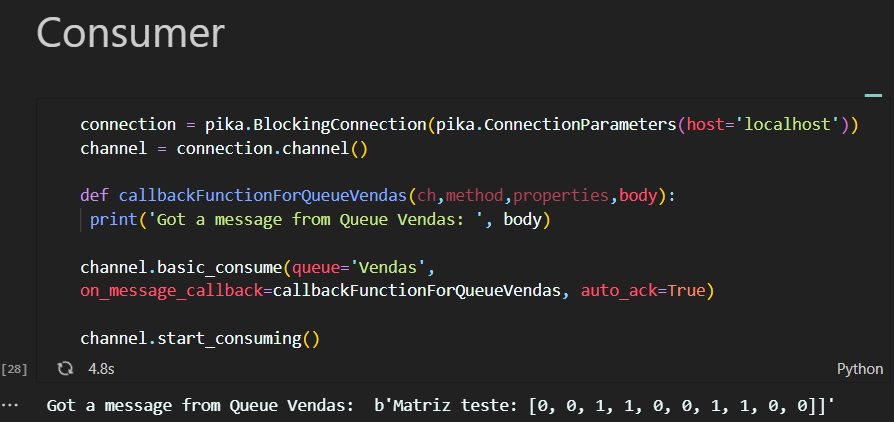 Consumer
connection = pika.BlockingConnection(pika.ConnectionParameters(host='localhost'))
channel = connection.channel()
def callbackFunctionForQueueVendas(ch,method,properties,body):
print('Got a message from Queue Vendas: ', body)
channel.basic_consume(queue='Vendas',
on_message_callback=callbackFunctionForQueueVendas, auto_ack=True)
channel.start_consuming()
[28] 4.8s Python
... Got a message from Queue Vendas:  b'Matriz teste: [0, 0, 1, 1, 0, 0, 1, 1, 0, 0]]'